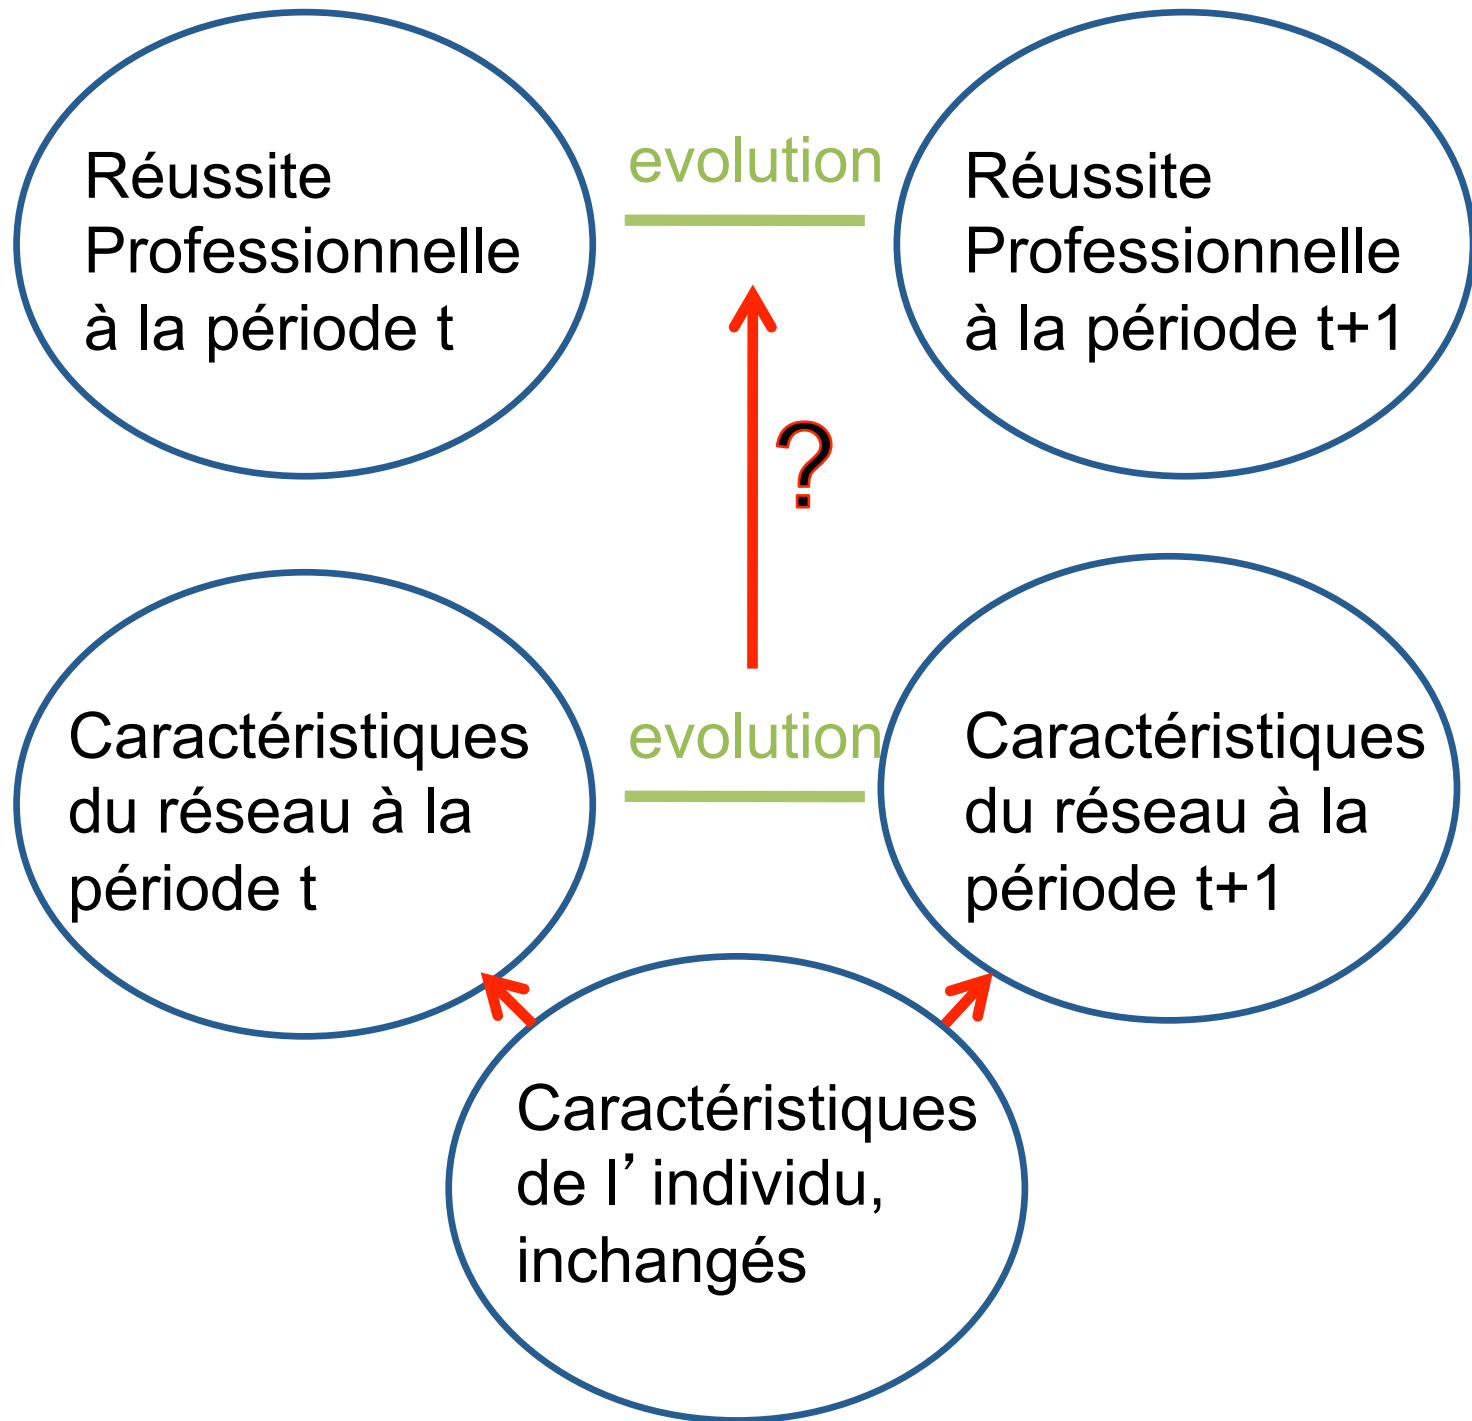 Réussite
Professionnelle
à la période t
evolution
Réussite
Professionnelle
à la période t+1
?
Caractéristiques
du réseau à la
période t
evolution
Caractéristiques
du réseau à la
période t+1
Caractéristiques
de l’ individu,
inchangés